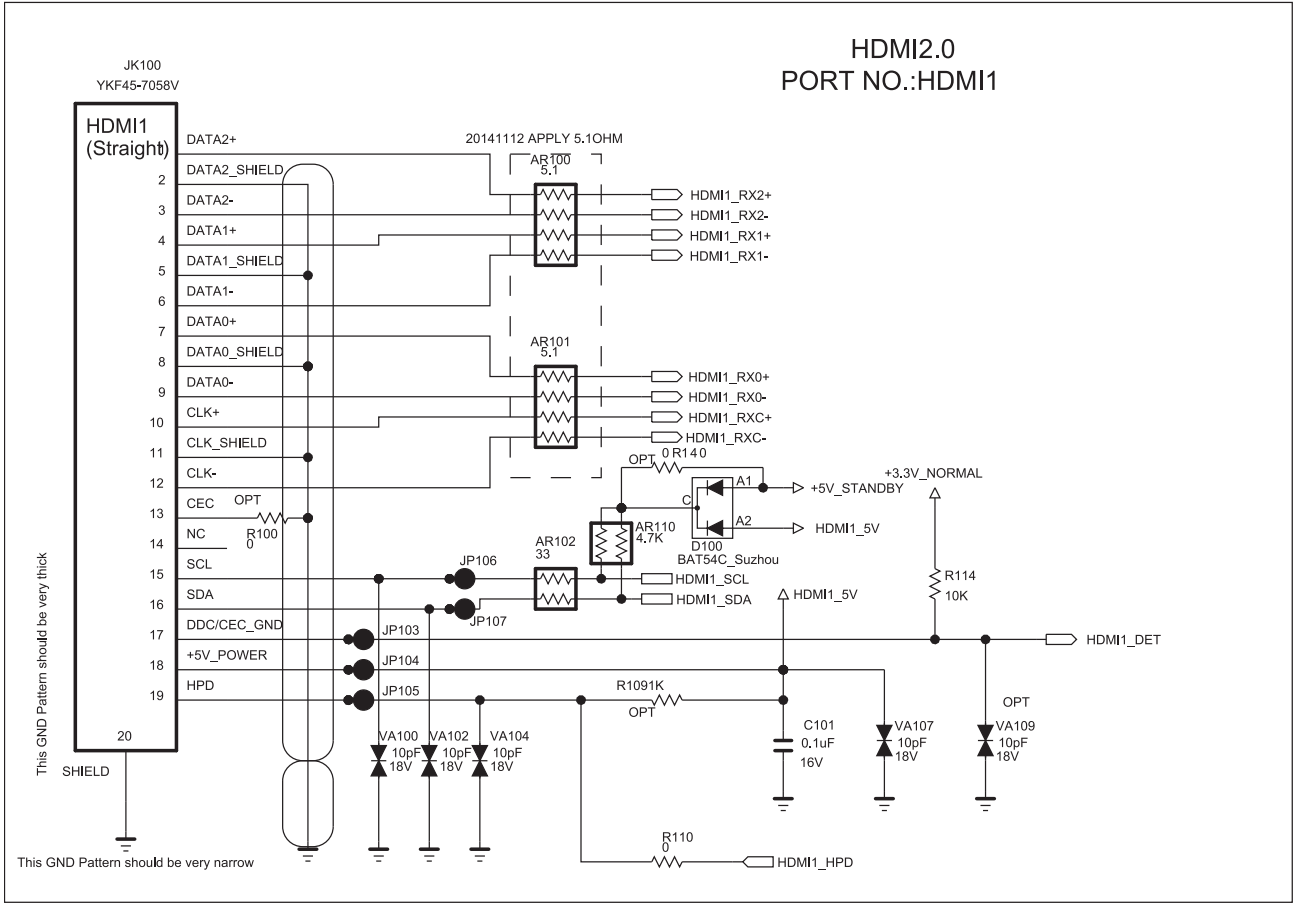 HDMI2.0
PORT NO.:HDMI1
JK100
YKF45-7058V
HDMI1
(Straight)
1
DATA2+
2
DATA2_SHIELD
3
DATA2-
4
DATA1+
5
DATA1_SHIELD
6
DATA1-
7
DATA0+
8
DATA0_SHIELD
9
DATA0-
10
CLK+
11
CLK_SHIELD
12
CLK-
13
CEC
14
NC
15
SCL
16
SDA
17
DDC/CEC_GND
18
+5V_POWER
19
HPD
20
SHIELD
This GND Pattern should be very thick
This GND Pattern should be very narrow
20141112 APPLY 5.1OHM
AR100
5.1
HDMI1_RX2+
HDMI1_RX2-
HDMI1_RX1+
HDMI1_RX1-
AR101
5.1
HDMI1_RX0+
HDMI1_RX0-
HDMI1_RXC+
HDMI1_RXC-
OPT
R100
0
OPT
0 R140
A1
C
A2
D100
BAT54C_Suzhou
+5V_STANDBY
HDMI1_5V
+3.3V_NORMAL
AR110
4.7K
AR102
33
JP106
JP107
HDMI1_SCL
HDMI1_SDA
HDMI1_5V
R114
10K
JP103
JP104
JP105
HDMI1_DET
R1091K
OPT
VA100
10pF
18V
VA102
10pF
18V
VA104
10pF
18V
C101
0.1uF
16V
VA107
10pF
18V
OPT
VA109
10pF
18V
R110
0
HDMI1_HPD